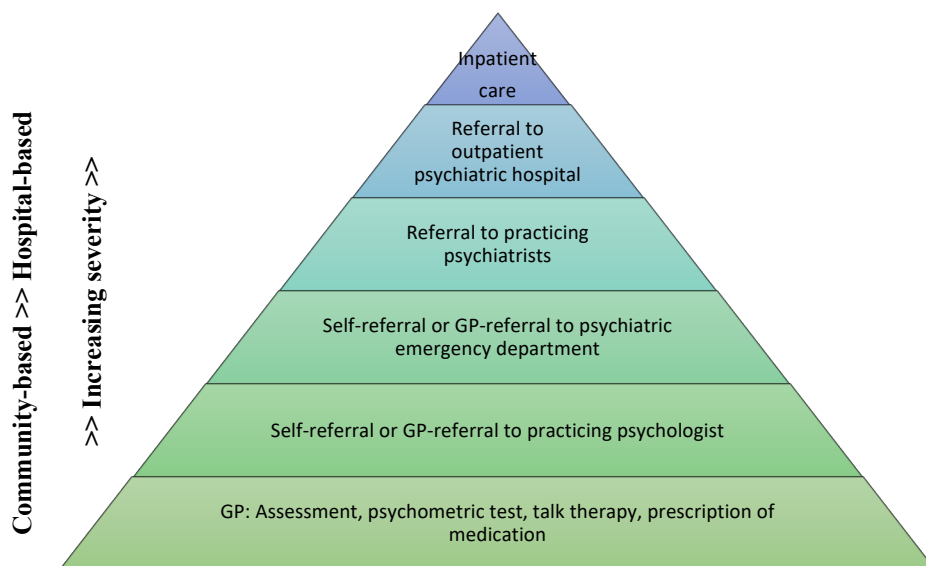 Community-based >> Hospital-based
>> Increasing severity >>
Inpatient
care
Referral to
outpatient
psychiatric hospital
Referral to practicing
psychiatrists
Self-referral or GP-referral to psychiatric
emergency department
Self-referral or GP-referral to practicing psychologist
GP: Assessment, psychometric test, talk therapy, prescription of
medication